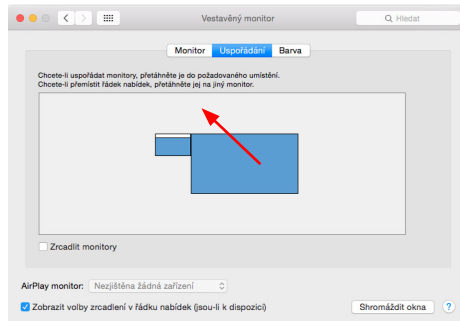 Vestavěný monitor
Hledat
Monitor Uspořádání Barva
Chcete-li uspořádat monitory, přetáhněte je do požadovaného umístění.
Chcete-li přemístit řádek nabídek, přetáhněte jej na jiný monitor.
Zrcadlit monitory
AirPlay monitor: Nezjištěna žádná zařízení
Zobrazit volby zrcadlení v řádku nabídek (jsou-li k dispozici)
Shromáždit okna ?